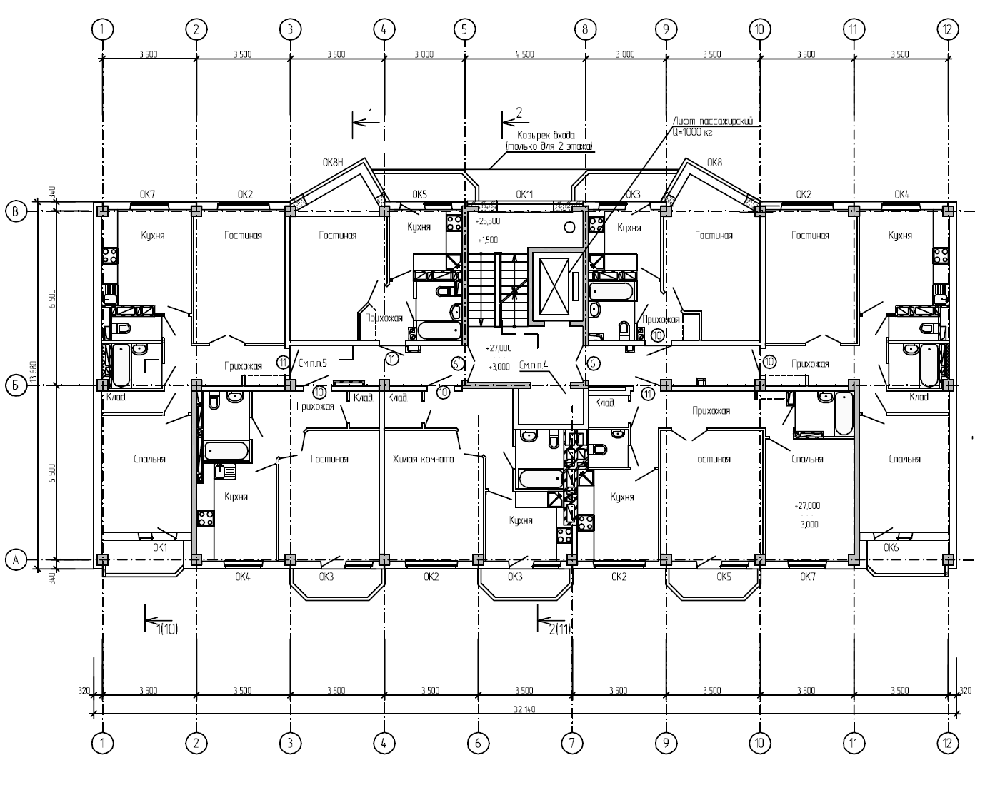 1 2 3 4 5 8 9 10 11 12
3 500 3 500 3 500 3 000 4 500 3 000 3 500 3 500 3 500
1 2
Лифт пассажирский
Q=1000 кг
Козырек входа
(только для 2 этажа)
ОК8Н ОК8
340
ОК7 ОК2 ОК5 ОК11 ОК3 ОК2 ОК4
В
+25,500
+1,500
Кухня Гостиная Гостиная Кухня Кухня Гостиная Гостиная Кухня
6 500
Прихожая Прихожая
10
+27,000
+3,000
13 680
Прихожая 11 См.п.п.5 11 6 См.п.п.4 6 10 Прихожая
Б
10 10 11
Клад. Прихожая Клад. Клад. Клад. Прихожая Клад.
6 500
Спальня Гостиная Жилая комната Гостиная Спальня Спальня
Кухня Кухня Кухня
+27,000
+3,000
ОК1 ОК6
А
340
ОК4 ОК3 ОК2 ОК3 ОК2 ОК5 ОК7
1(10) 2(11)
320 3 500 3 500 3 500 3 500 3 500 3 500 3 500 3 500 3 500 320
32 140
1 2 3 4 6 7 9 10 11 12